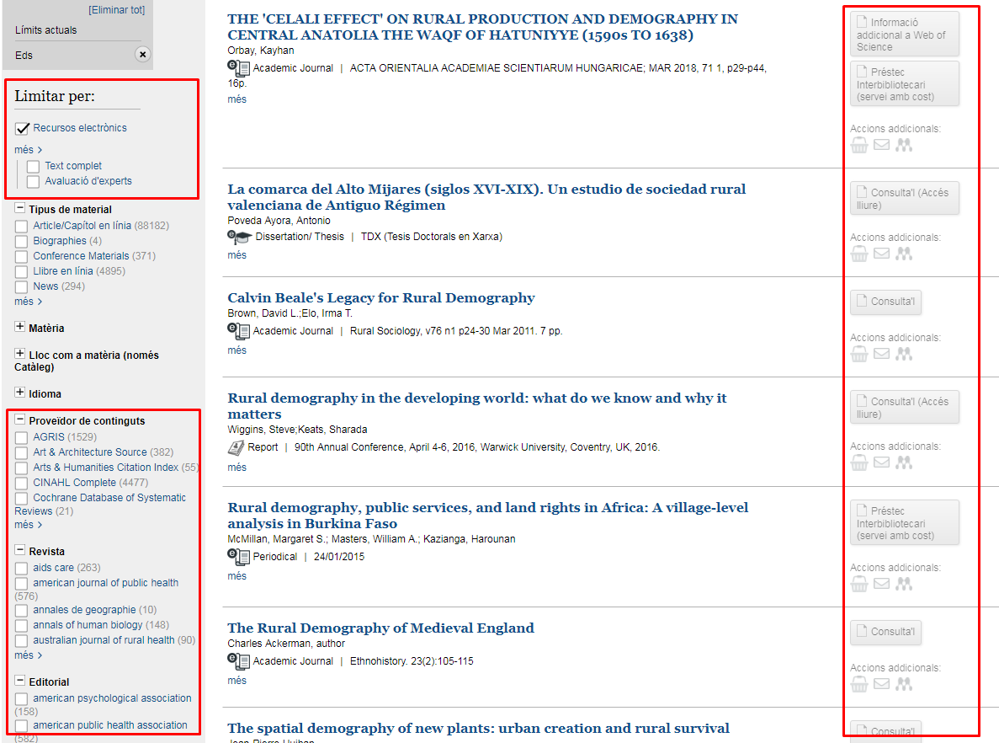 [Eliminar tot]
Límits actuals
Eds
Limitar per:
Recursos electrònics
més >
Text complet
Avaluació d'experts
Tipus de material
Article/Capítol en línia (88182)
Biographies (4)
Conference Materials (371)
Llibre en línia (4895)
News (294)
més >
Matèria
Lloc com a matèria (només
Catàleg)
Idioma
Proveïdor de continguts
AGRIS (1529)
Art & Architecture Source (382)
Arts & Humanities Citation Index (55)
CINAHL Complete (4477)
Cochrane Database of Systematic
Reviews (21)
més >
Revista
aids care (263)
american journal of public health
(576)
annales de geographie (10)
annals of human biology (148)
australian journal of rural health (90)
més >
Editorial
american psychological association
(158)
american public health association
(582)
THE 'CELALI EFFECT' ON RURAL PRODUCTION AND DEMOGRAPHY IN
CENTRAL ANATOLIA THE WAQF OF HATUNIYYE (1590s TO 1638)
Orbay, Kayhan
Academic Journal | ACTA ORIENTALIA ACADEMIAE SCIENTIARUM HUNGARICAE; MAR 2018, 71 1, p29-p44,
16p.
més
Informació
addicional a Web of
Science
Préstec
Interbibliotecari
(servei amb cost)
Accions addicionals:
La comarca del Alto Mijares (siglos XVI-XIX). Un estudio de sociedad rural
valenciana de Antiguo Régimen
Poveda Ayora, Antonio
Dissertation/ Thesis | TDX (Tesis Doctorals en Xarxa)
més
Consulta'l (Accés
lliure)
Accions addicionals:
Calvin Beale's Legacy for Rural Demography
Brown, David L.;Elo, Irma T.
Academic Journal | Rural Sociology, v76 n1 p24-30 Mar 2011. 7 pp.
més
Consulta'l
Accions addicionals:
Rural demography in the developing world: what do we know and why it
matters
Wiggins, Steve;Keats, Sharada
Report | 90th Annual Conference, April 4-6, 2016, Warwick University, Coventry, UK, 2016.
més
Consulta'l (Accés
lliure)
Accions addicionals:
Rural demography, public services, and land rights in Africa: A village-level
analysis in Burkina Faso
McMillan, Margaret S.; Masters, William A.; Kazianga, Harounan
Periodical | 24/01/2015
més
Préstec
Interbibliotecari
(servei amb cost)
Accions addicionals:
The Rural Demography of Medieval England
Charles Ackerman, author
Academic Journal | Ethnohistory. 23(2):105-115
més
Consulta'l
Accions addicionals:
The spatial demography of new plants: urban creation and rural survival
Consulta'l